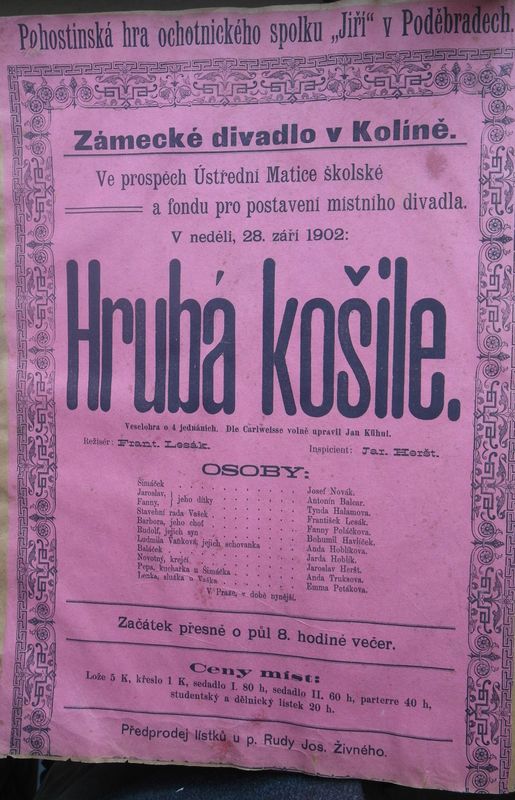 Pohostinská hra ochotnického spolku „Jiří“ v Poděbradech.
Zámecké divadlo v Kolíně.
Ve prospěch Ústřední Matice školské
a fondu pro postavení místního divadla.
V neděli, 28. září 1902:
Hrubá košile.
Veselohra o 4 jednáních. Dle Carlweisse volně upravil Jan Kühnl.
Režisér: Frant. Lesák. Inspicient: Jar. Heršt.
OSOBY:
Šimáček . . . . . . . Josef Novák.
Jaroslav, } jeho dítky . . . . . . . Antonín Balcar.
Fanny, . . . . . . . Tynda Halamova.
Stavební rada Vašek . . . . . . . František Lesák.
Barbora, jeho choť . . . . . . . Fanny Poláčkova.
Rudolf, jejich syn . . . . . . . Bohumil Havlíček.
Ludmila Vaňková, jejich schovanka . . . . . . . Anda Hoblíkova.
Baláček . . . . . . . Jarda Hoblík.
Novotný, krejčí . . . . . . . Jaroslav Heršt.
Pepa, kuchařka u Šimáčka . . . . . . . Anda Truksova.
Lenka, služka u Vaška . . . . . . . Emma Petákova.
V Praze, v době nynější.
Začátek přesně o půl 8. hodině večer.
Ceny míst:
Lože 5 K, křeslo 1 K, sedadlo I. 80 h, sedadlo II. 60 h, parterre 40 h,
studentský a dělnický lístek 20 h.
Předprodej lístků u p. Rudy Jos. Živného.